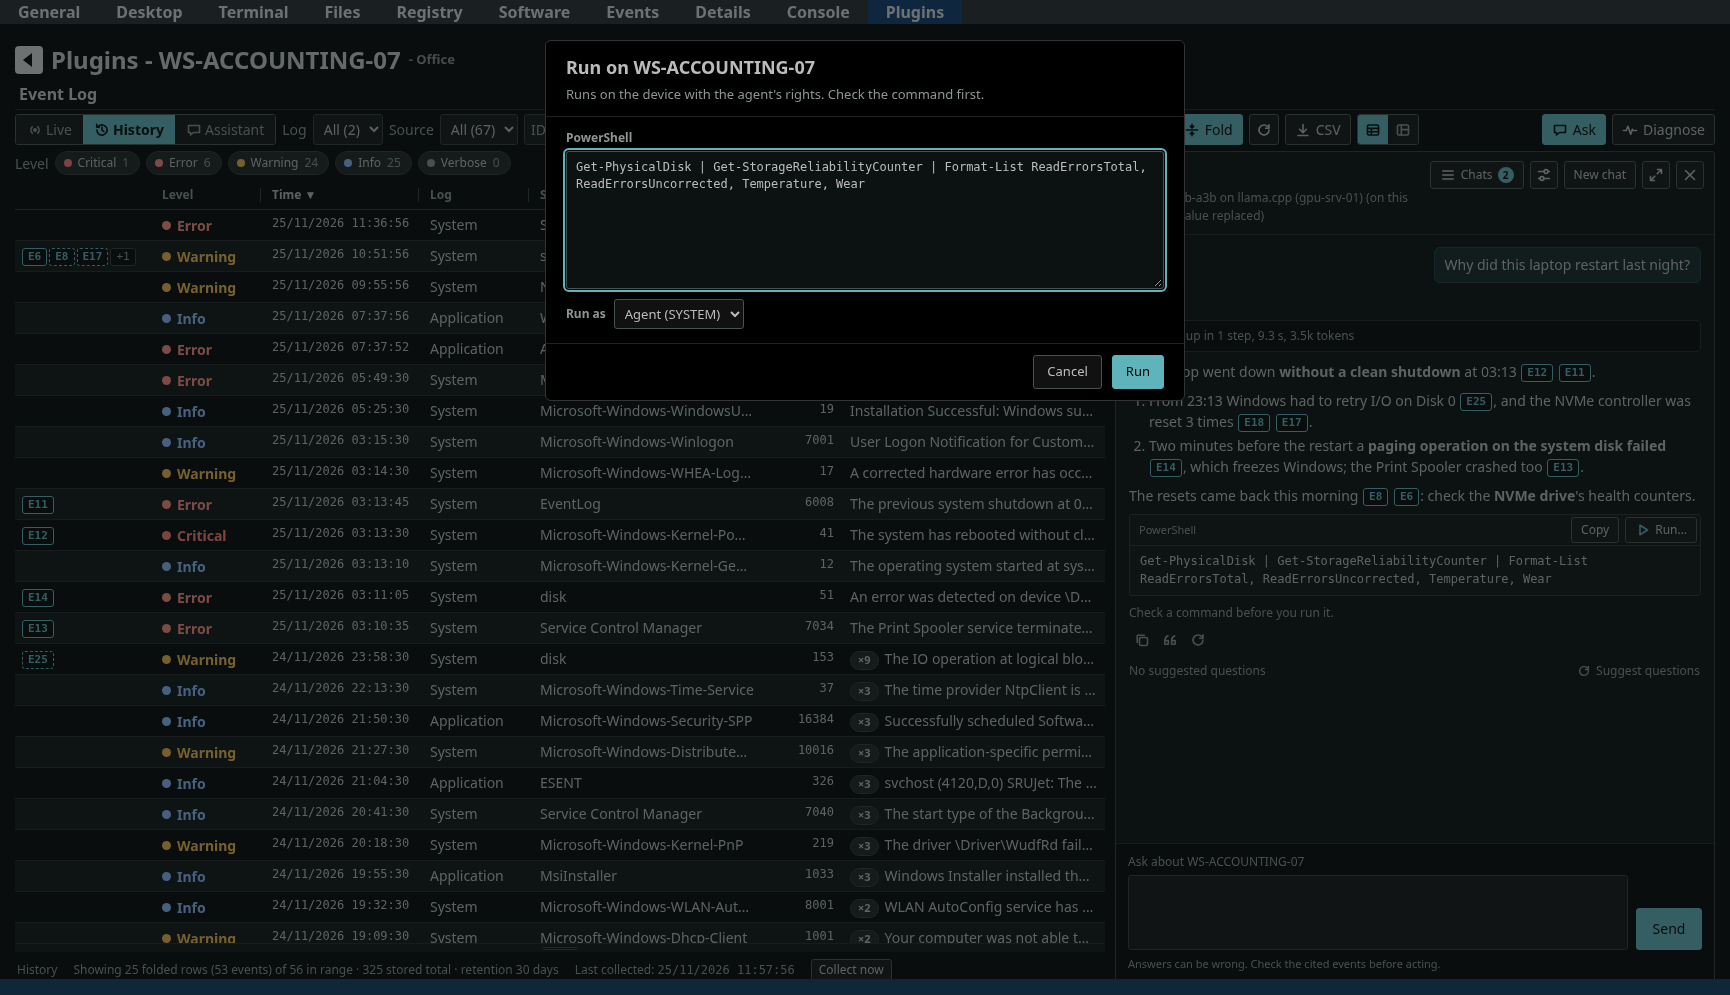 General Desktop Terminal Files Registry Software Events Details Console Plugins
Plugins - WS-ACCOUNTING-07 - Office
Event Log
Live History Assistant Log All (2) Source All (67) ID
Fold CSV Ask Diagnose
Level Critical 1 Error 6 Warning 24 Info 25 Verbose 0
Level Time ▼ Log S
Error 25/11/2026 11:36:56 System S
E6 E8 E17 +1 Warning 25/11/2026 10:51:56 System s
Warning 25/11/2026 09:55:56 System N
Info 25/11/2026 07:37:56 Application W
Error 25/11/2026 07:37:52 Application A
Error 25/11/2026 05:49:30 System M
Info 25/11/2026 05:25:30 System Microsoft-Windows-WindowsU... 19 Installation Successful: Windows su...
Info 25/11/2026 03:15:30 System Microsoft-Windows-Winlogon 7001 User Logon Notification for Custom...
Warning 25/11/2026 03:14:30 System Microsoft-Windows-WHEA-Log... 17 A corrected hardware error has occ...
E11 Error 25/11/2026 03:13:45 System EventLog 6008 The previous system shutdown at 0...
E12 Critical 25/11/2026 03:13:30 System Microsoft-Windows-Kernel-Po... 41 The system has rebooted without cl...
Info 25/11/2026 03:13:10 System Microsoft-Windows-Kernel-Ge... 12 The operating system started at sys...
E14 Error 25/11/2026 03:11:05 System disk 51 An error was detected on device \D...
E13 Error 25/11/2026 03:10:35 System Service Control Manager 7034 The Print Spooler service terminate...
E25 Warning 24/11/2026 23:58:30 System disk 153 ×9 The IO operation at logical blo...
Info 24/11/2026 22:13:30 System Microsoft-Windows-Time-Service 37 ×3 The time provider NtpClient is ...
Info 24/11/2026 21:50:30 Application Microsoft-Windows-Security-SPP 16384 ×3 Successfully scheduled Softwa...
Warning 24/11/2026 21:27:30 System Microsoft-Windows-Distribute... 10016 ×3 The application-specific permi...
Info 24/11/2026 21:04:30 Application ESENT 326 ×3 svchost (4120,D,0) SRUJet: The ...
Info 24/11/2026 20:41:30 System Service Control Manager 7040 ×3 The start type of the Backgrou...
Warning 24/11/2026 20:18:30 System Microsoft-Windows-Kernel-PnP 219 ×3 The driver \Driver\WudfRd fail...
Info 24/11/2026 19:55:30 Application MsiInstaller 1033 ×3 Windows Installer installed th...
Info 24/11/2026 19:32:30 System Microsoft-Windows-WLAN-Aut... 8001 ×2 WLAN AutoConfig service has ...
Warning 24/11/2026 19:09:30 System Microsoft-Windows-Dhcp-Client 1001 ×2 Your computer was not able t...
History Showing 25 folded rows (53 events) of 56 in range · 325 stored total · retention 30 days Last collected: 25/11/2026 11:57:56 Collect now
Run on WS-ACCOUNTING-07
Runs on the device with the agent's rights. Check the command first.
PowerShell
Get-PhysicalDisk | Get-StorageReliabilityCounter | Format-List ReadErrorsTotal,
ReadErrorsUncorrected, Temperature, Wear
Run as Agent (SYSTEM)
Cancel Run
Chats 2 New chat
b-a3b on llama.cpp (gpu-srv-01) (on this
alue replaced)
Why did this laptop restart last night?
up in 1 step, 9.3 s, 3.5k tokens
op went down without a clean shutdown at 03:13 E12 E11.
1. From 23:13 Windows had to retry I/O on Disk 0 E25, and the NVMe controller was
reset 3 times E18 E17.
2. Two minutes before the restart a paging operation on the system disk failed
E14, which freezes Windows; the Print Spooler crashed too E13.
The resets came back this morning E8 E6: check the NVMe drive's health counters.
PowerShell Copy Run...
Get-PhysicalDisk | Get-StorageReliabilityCounter | Format-List
ReadErrorsTotal, ReadErrorsUncorrected, Temperature, Wear
Check a command before you run it.
No suggested questions Suggest questions
Ask about WS-ACCOUNTING-07
Send
Answers can be wrong. Check the cited events before acting.